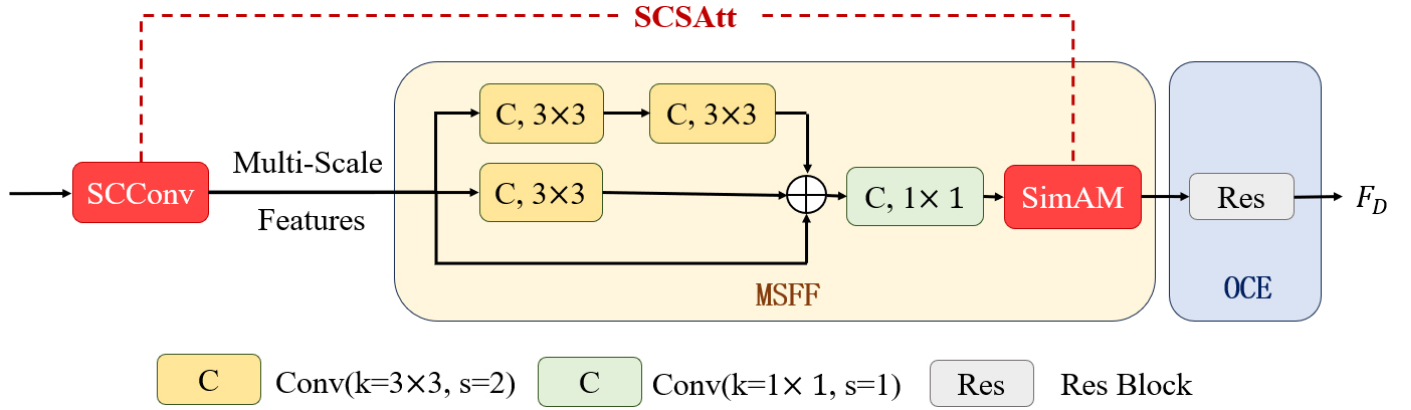 SCSAtt
C, 3×3
C, 3×3
Multi-Scale
SCConv
C, 3×3
C, 1×1
SimAM
Res
F_D
Features
MSFF
OCE
C
Conv(k=3×3, s=2)
C
Conv(k=1×1, s=1)
Res
Res Block